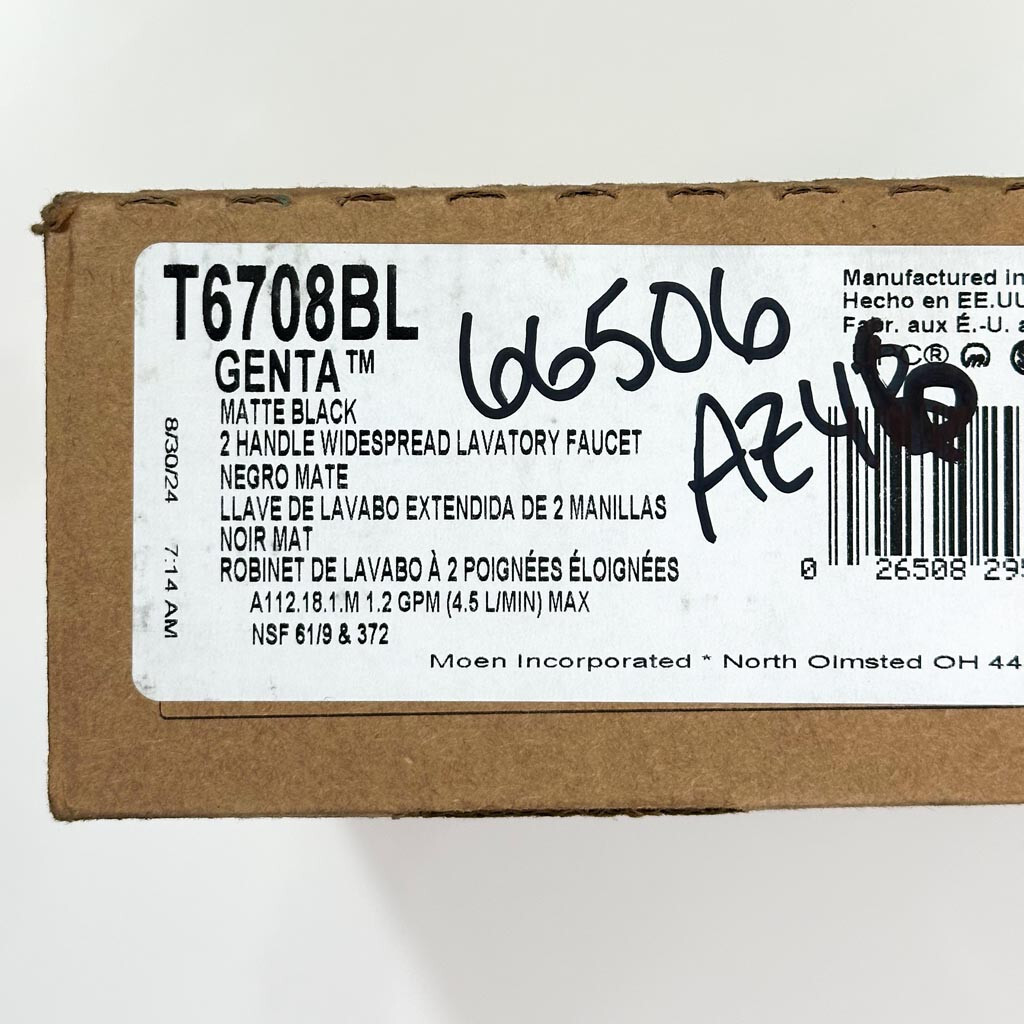 T6708BL
GENTA™
MATTE BLACK
2 HANDLE WIDESPREAD LAVATORY FAUCET
NEGRO MATE
LLAVE DE LAVABO EXTENDIDA DE 2 MANILLAS
NOIR MAT
ROBINET DE LAVABO À 2 POIGNÉES ÉLOIGNÉES
A112.18.1.M 1.2 GPM (4.5 L/MIN) MAX
NSF 61/9 & 372
Moen Incorporated * North Olmsted OH 44
8/30/24 7:14 AM
66506
Manufactured in
Hecho en EE.UU
Fabr. aux É.-U. a
0 26508 295